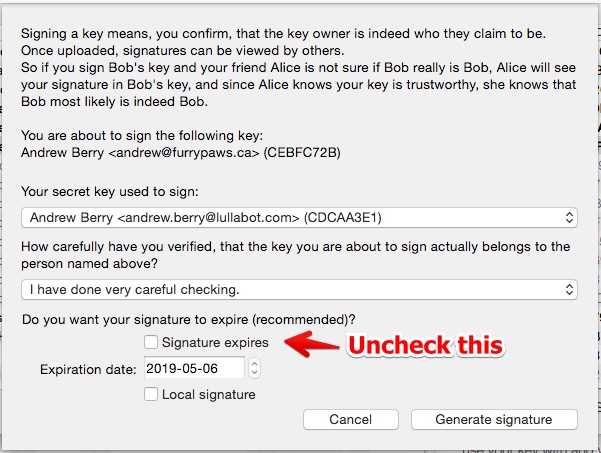 Signing a key means, you confirm, that the key owner is indeed who they claim to be.
Once uploaded, signatures can be viewed by others.
So if you sign Bob's key and your friend Alice is not sure if Bob really is Bob, Alice will see
your signature in Bob's key, and since Alice knows your key is trustworthy, she knows that
Bob most likely is indeed Bob.
You are about to sign the following key:
Andrew Berry <andrew@furrypaws.ca> (CEBFC72B)
Your secret key used to sign:
Andrew Berry <andrew.berry@lullabot.com> (CDCAA3E1)
How carefully have you verified, that the key you are about to sign actually belongs to the
person named above?
I have done very careful checking.
Do you want your signature to expire (recommended)?
Signature expires
Uncheck this
Expiration date: 2019-05-06
Local signature
Cancel Generate signature